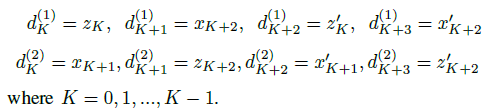 d_K^{(1)} = z_K, d_{K+1}^{(1)} = x_{K+2}, d_{K+2}^{(1)} = z'_K, d_{K+3}^{(1)} = x'_{K+2}
d_K^{(2)} = x_{K+1}, d_{K+1}^{(2)} = z_{K+2}, d_{K+2}^{(2)} = x'_{K+1}, d_{K+3}^{(2)} = z'_{K+2}
where K = 0, 1, ..., K − 1.